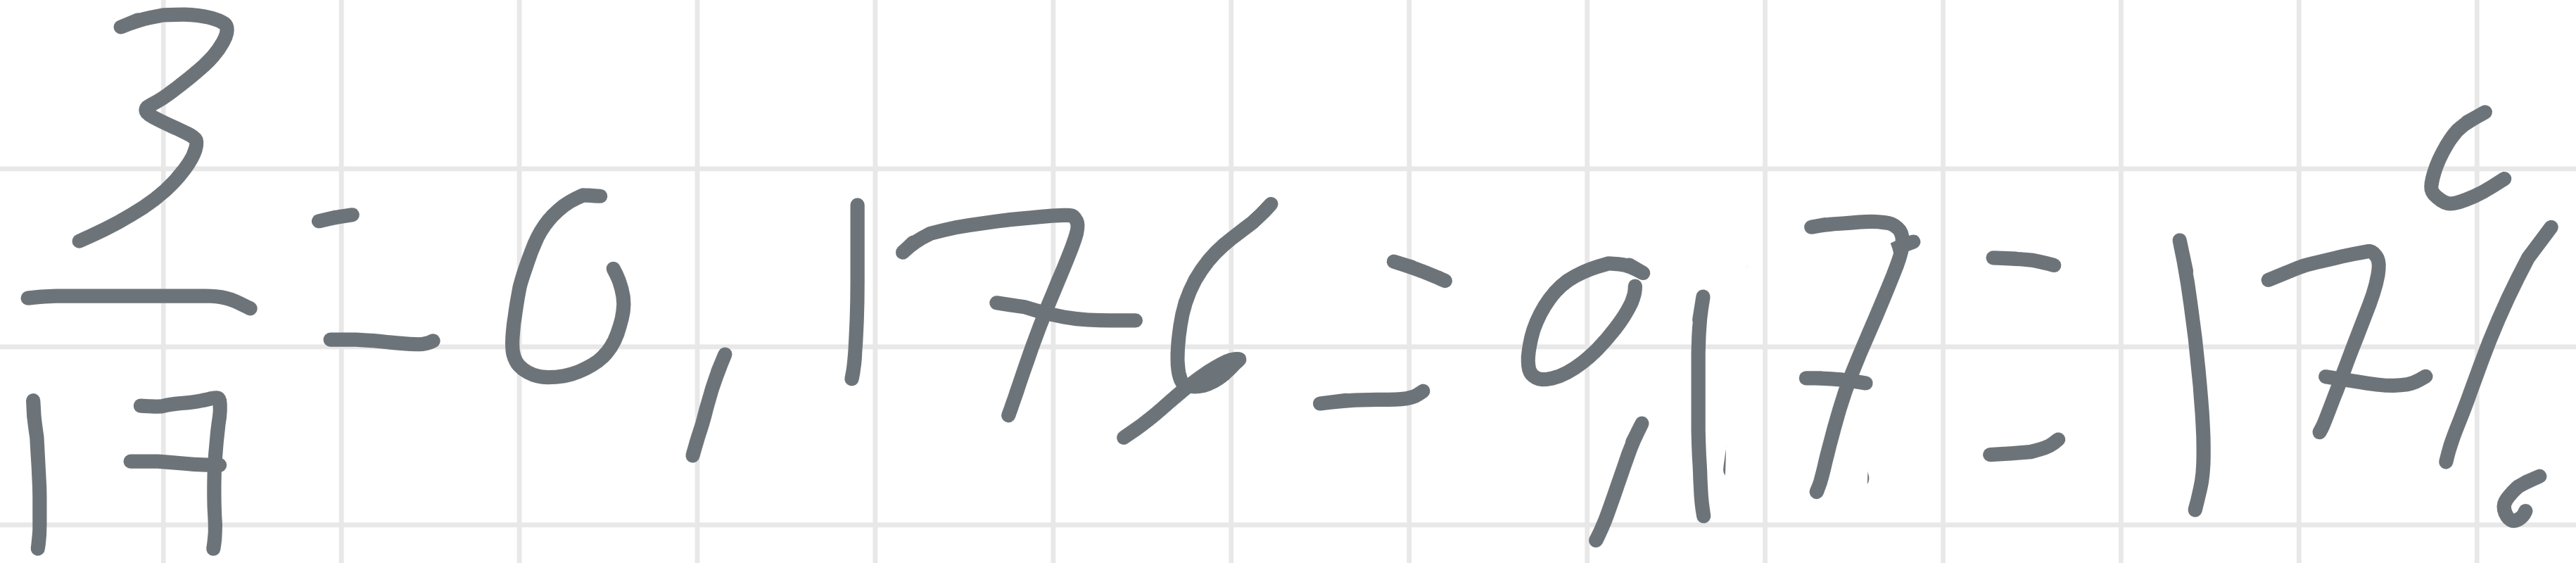 3/17 = 0,176 = 0,17 = 17%